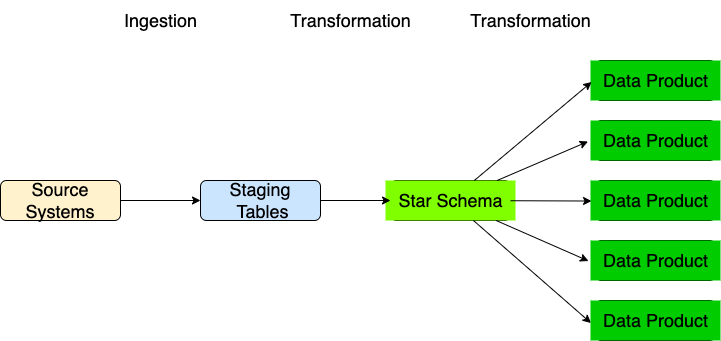 Ingestion
Transformation
Transformation
Data Product
Data Product
Source
Systems
Staging
Tables
Star Schema
Data Product
Data Product
Data Product